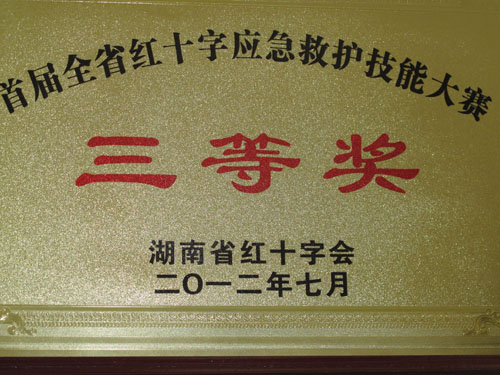 首届全省红十字应急救护技能大赛
三等奖
湖南省红十字会
二〇一二年七月